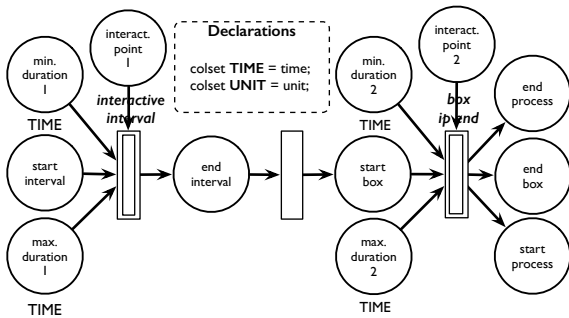 min.
duration
1
TIME
interact.
point
1
interactive
interval
start
interval
max.
duration
1
TIME
end
interval
Declarations
colset TIME = time;
colset UNIT = unit;
min.
duration
2
TIME
interact.
point
2
box
ip end
start
box
max.
duration
2
TIME
end
process
end
box
start
process